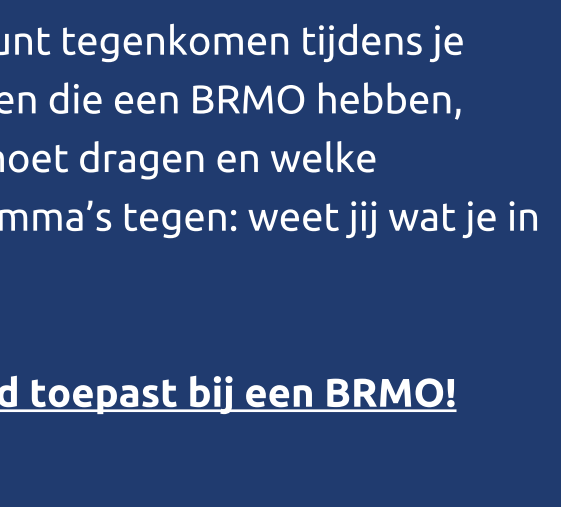 unt tegenkomen tijdens je
en die een BRMO hebben,
noet dragen en welke
mma’s tegen: weet jij wat je in
d toepast bij een BRMO!